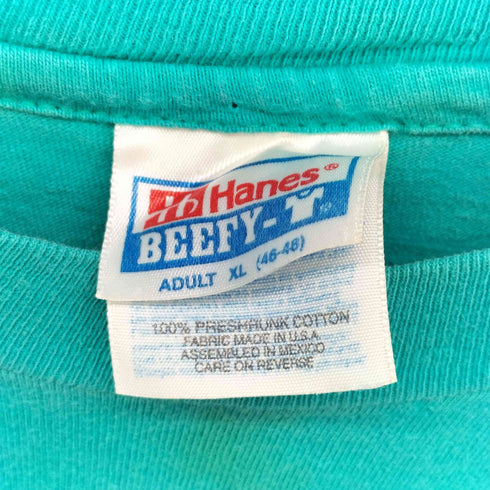 Hanes®
BEEFY-T®
ADULT XL (46-48)
100% PRESHRUNK COTTON
FABRIC MADE IN U.S.A
ASSEMBLED IN MEXICO
CARE ON REVERSE